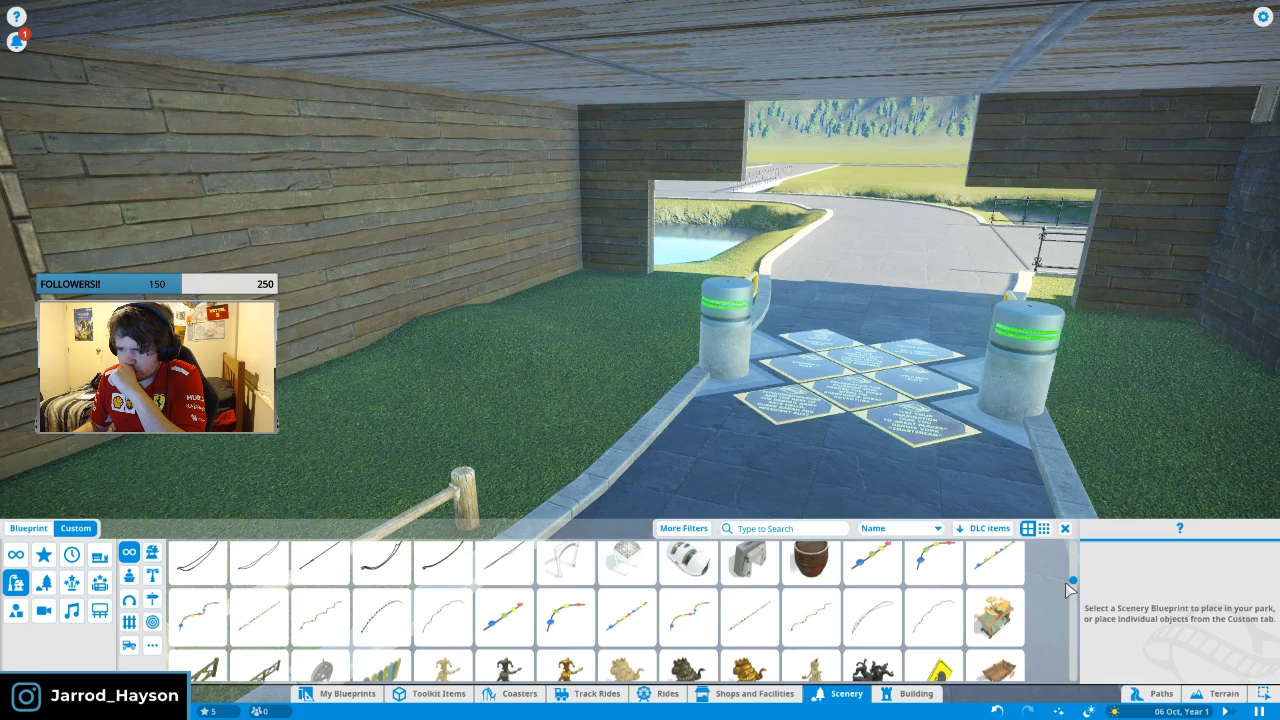 1
FOLLOWERS!! 150 250
Blueprint Custom
More Filters Type to Search Name DLC items
Select a Scenery Blueprint to place in your park,
or place individual objects from the Custom tab.
Jarrod_Hayson
My Blueprints Toolkit Items Coasters Track Rides Rides Shops and Facilities Scenery Building Paths Terrain
5 0 06 Oct, Year 1